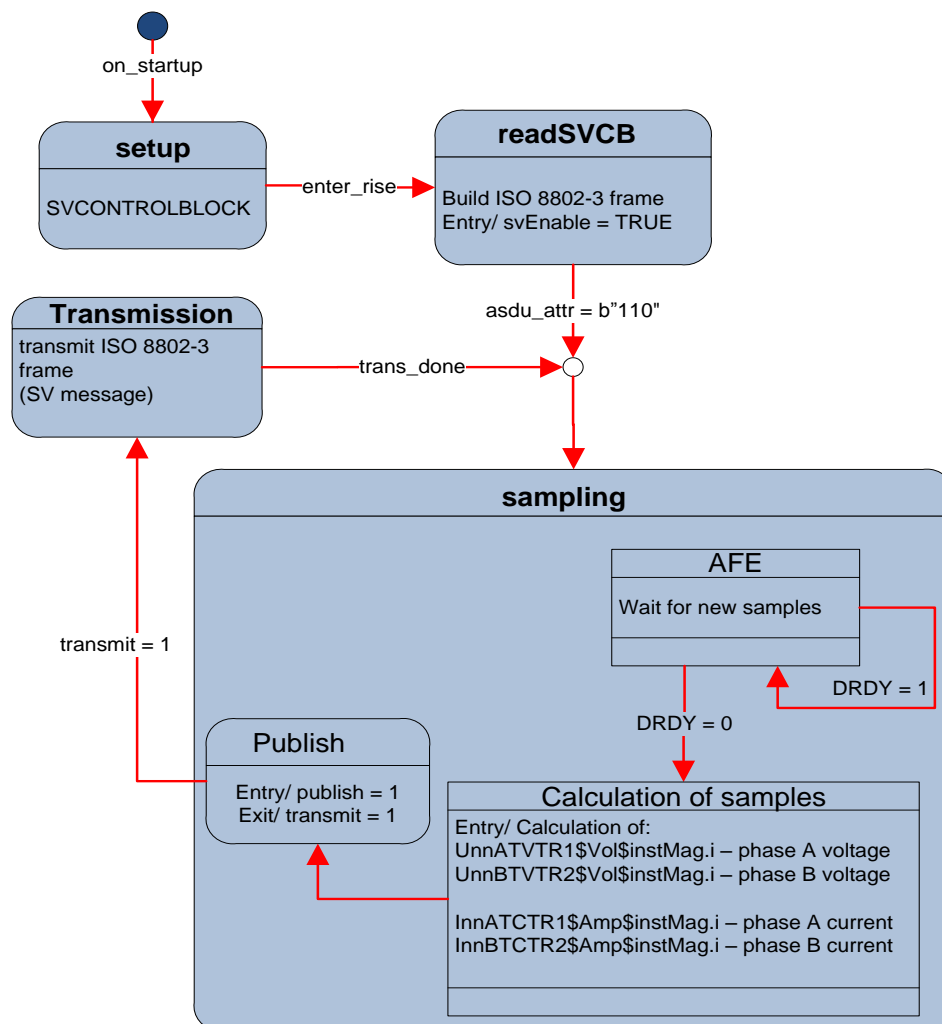 on_startup
setup
SVCONTROLBLOCK
enter_rise
readSVCB
Build ISO 8802-3 frame
Entry/ svEnable = TRUE
asdu_attr = b”110"
Transmission
transmit ISO 8802-3
frame
(SV message)
trans_done
sampling
AFE
Wait for new samples
DRDY = 1
DRDY = 0
transmit = 1
Publish
Entry/ publish = 1
Exit/ transmit = 1
Calculation of samples
Entry/ Calculation of:
UnnATVTR1$Vol$instMag.i – phase A voltage
UnnBTVTR2$Vol$instMag.i – phase B voltage
InnATCTR1$Amp$instMag.i – phase A current
InnBTCTR2$Amp$instMag.i – phase B current